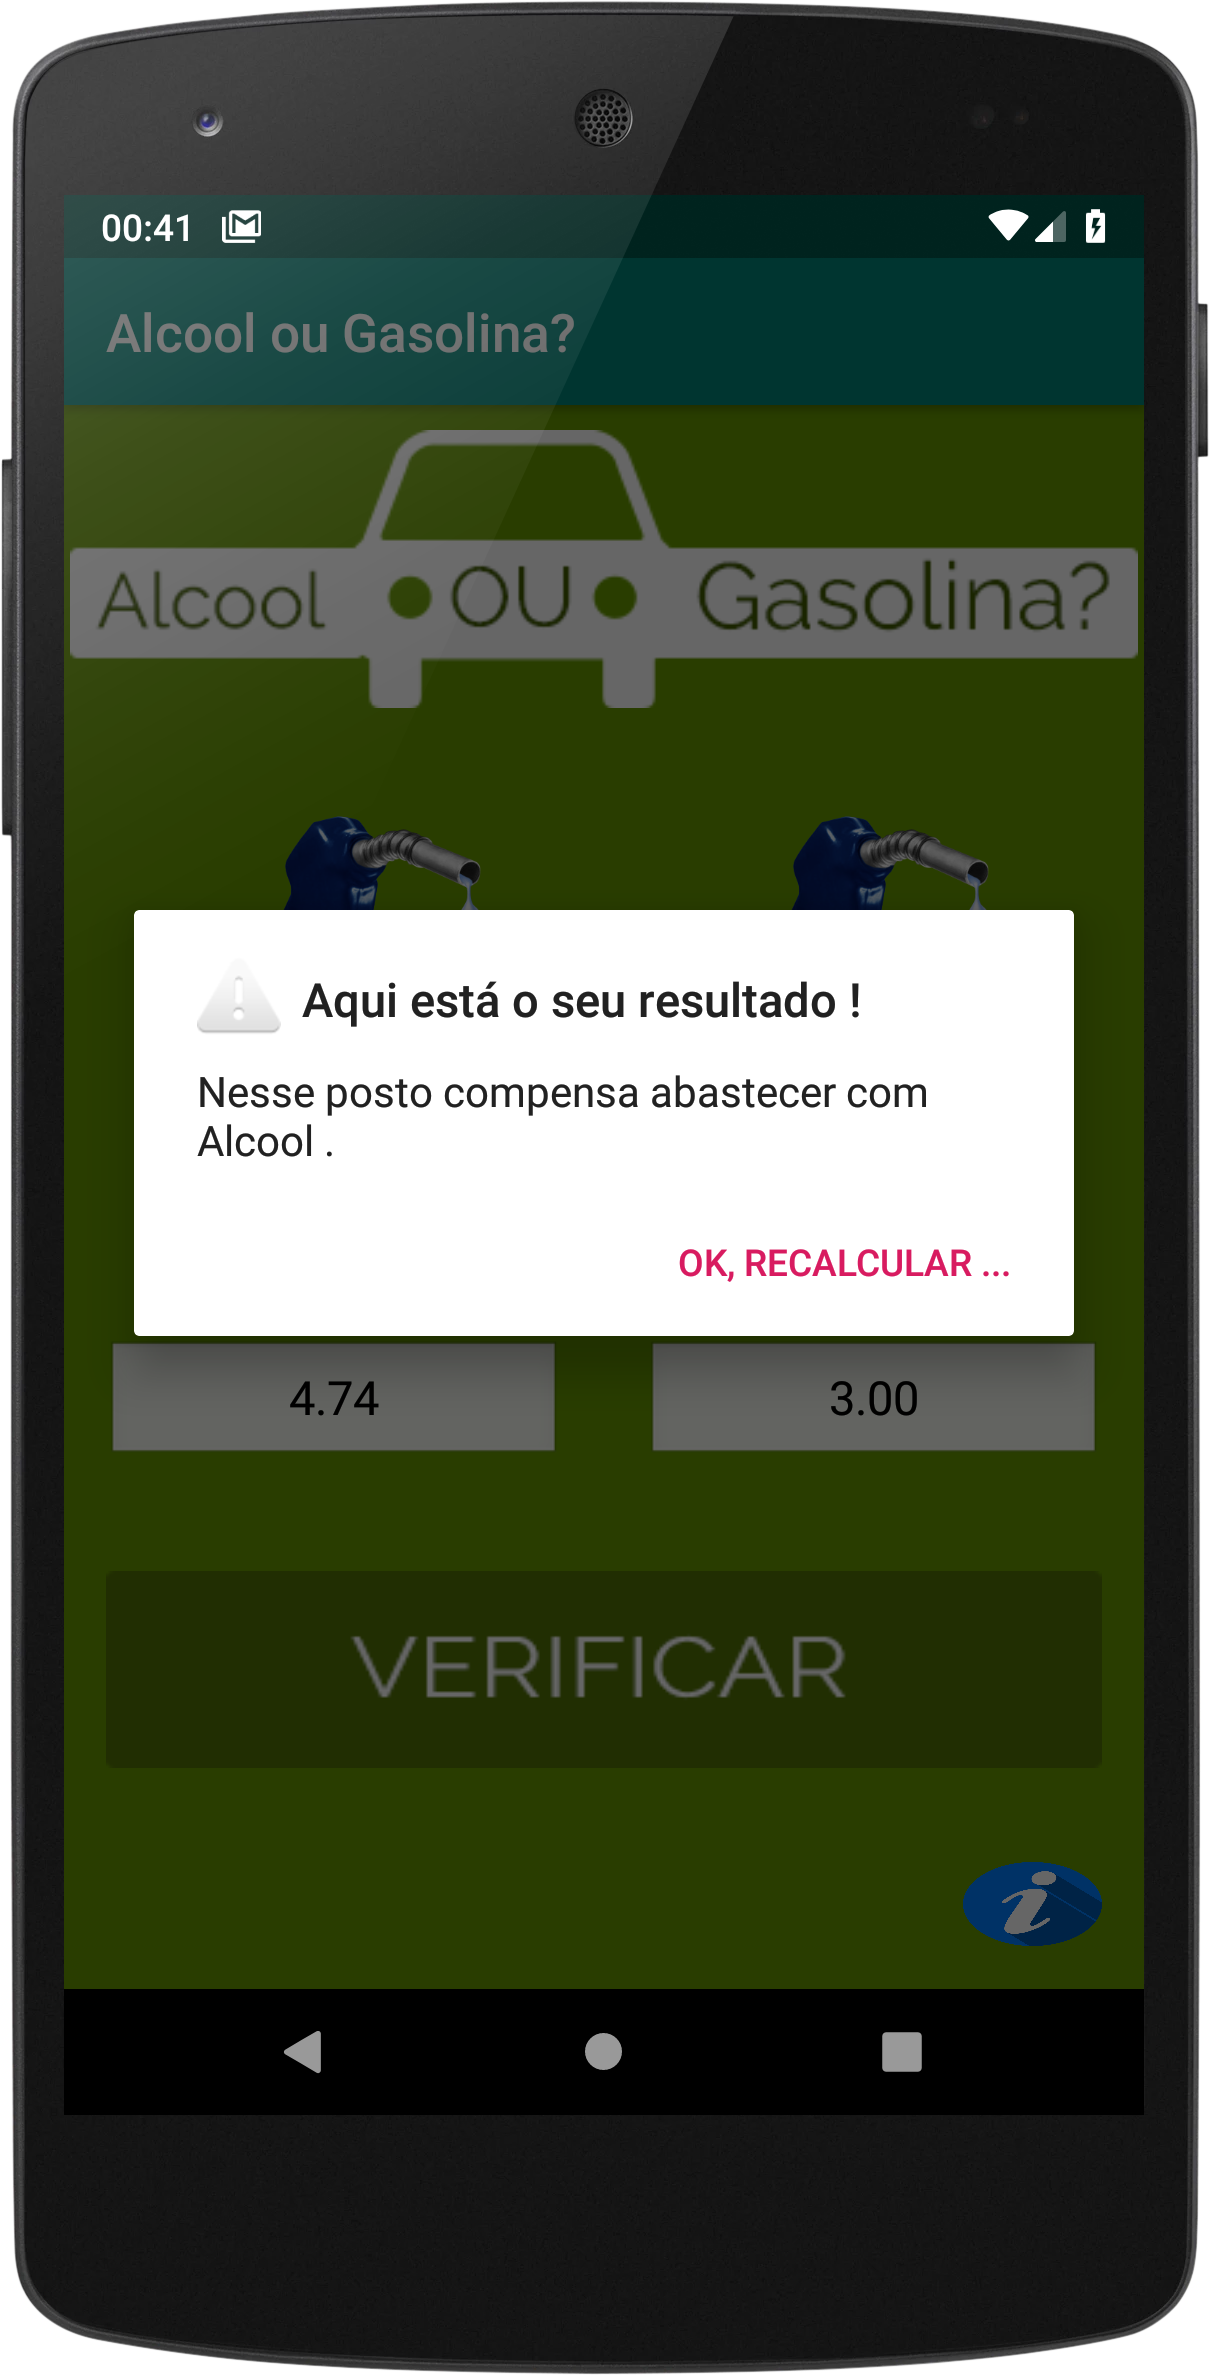 00:41
Alcool ou Gasolina?
Alcool OU Gasolina?
Aqui está o seu resultado !
Nesse posto compensa abastecer com
Alcool .
OK, RECALCULAR ...
4.74 3.00
VERIFICAR
i